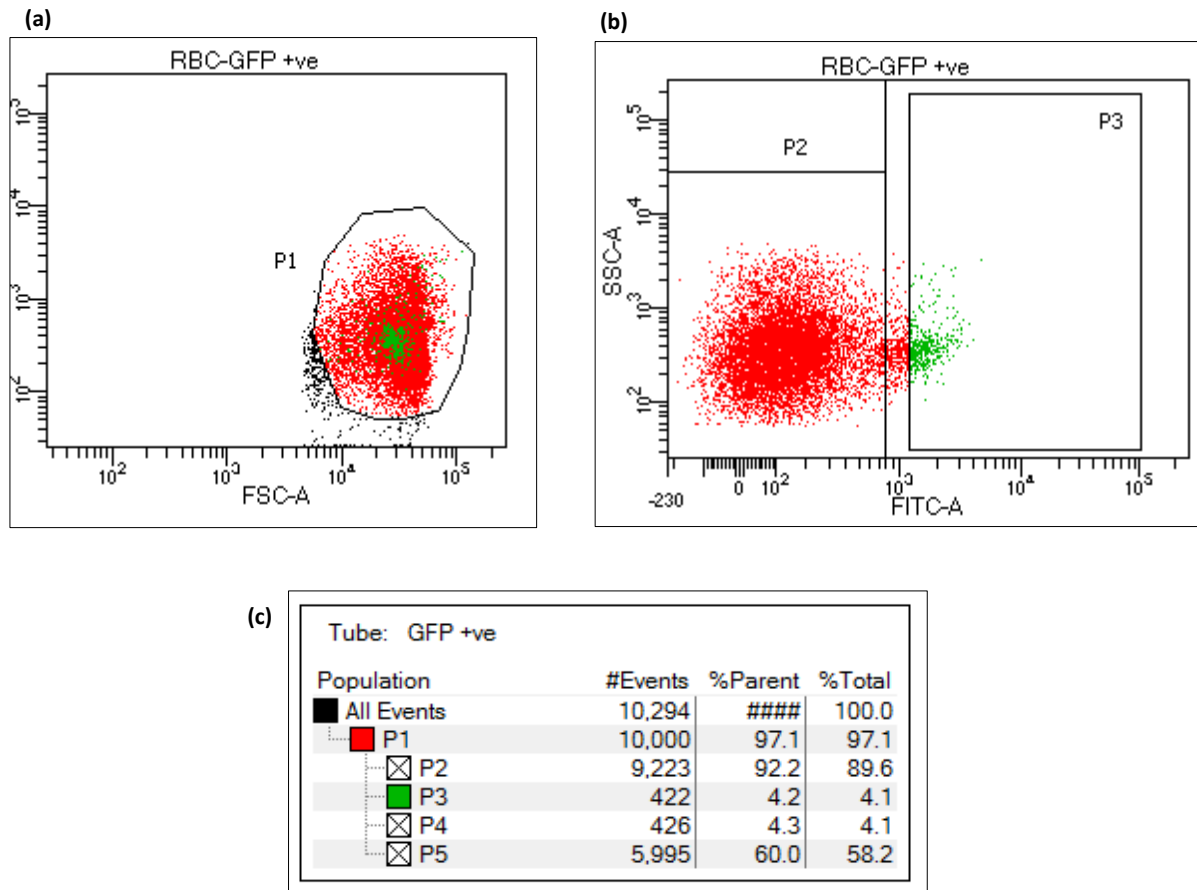 (a)
RBC-GFP +ve
10^5
10^4
10^3
10^2
P1
10^2 10^3 10^4 10^5
FSC-A
(b)
RBC-GFP +ve
SSC-A
10^5
10^4
10^3
10^2
P2
P3
-230 0 10^2 10^3 10^4 10^5
FITC-A
(c)
Tube: GFP +ve
Population #Events %Parent %Total
All Events 10,294 #### 100.0
P1 10,000 97.1 97.1
P2 9,223 92.2 89.6
P3 422 4.2 4.1
P4 426 4.3 4.1
P5 5,995 60.0 58.2